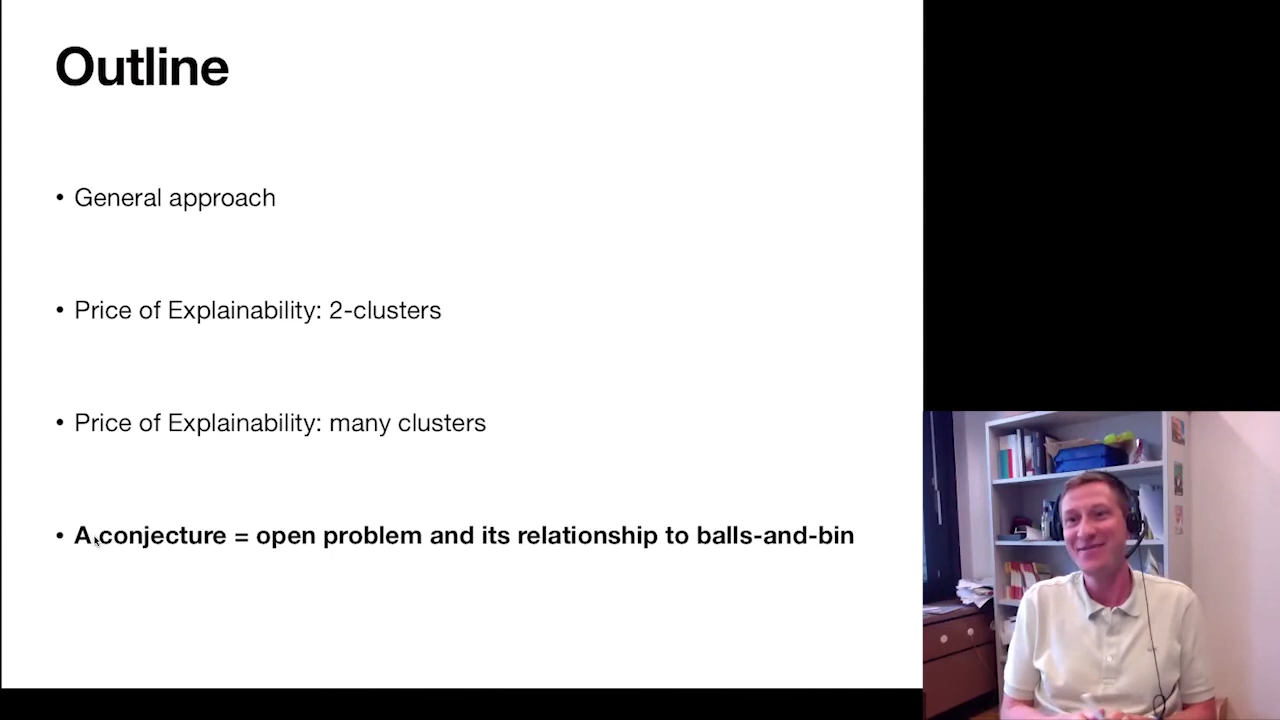 Outline
• General approach
• Price of Explainability: 2-clusters
• Price of Explainability: many clusters
• A conjecture = open problem and its relationship to balls-and-bin